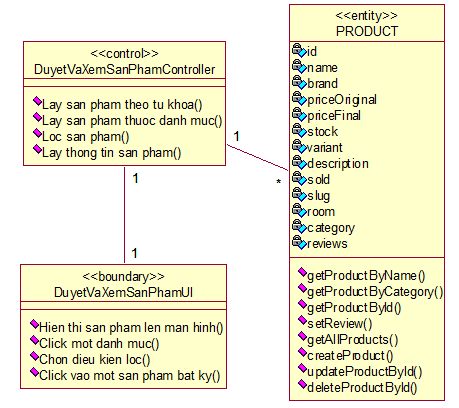 <<control>>
DuyetVaXemSanPhamController
Lay san pham theo tu khoa()
Lay san pham thuoc danh muc()
Loc san pham()
Lay thong tin san pham()
1
1
*
1
<<boundary>>
DuyetVaXemSanPhamUI
Hien thi san pham len man hinh()
Click mot danh muc()
Chon dieu kien loc()
Click vao mot san pham bat ky()
<<entity>>
PRODUCT
id
name
brand
priceOriginal
priceFinal
stock
variant
description
sold
slug
room
category
reviews
getProductByName()
getProductByCategory()
getProductById()
setReview()
getAllProducts()
createProduct()
updateProductById()
deleteProductById()